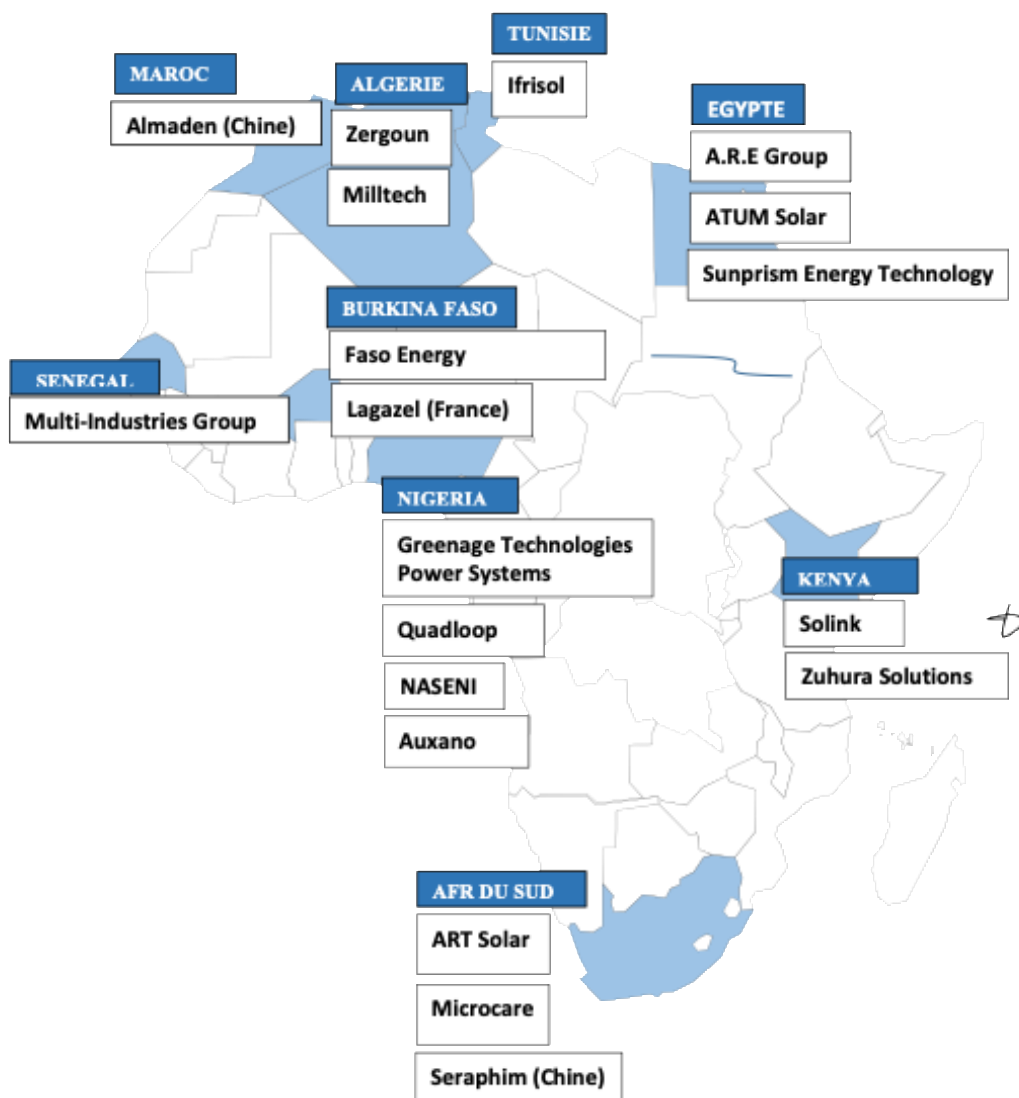 TUNISIE
Ifrisol
MAROC
Almaden (Chine)
ALGERIE
Zergoun
Milltech
EGYPTE
A.R.E Group
ATUM Solar
Sunprism Energy Technology
BURKINA FASO
Faso Energy
Lagazel (France)
SENEGAL
Multi-Industries Group
NIGERIA
Greenage Technologies
Power Systems
Quadloop
NASENI
Auxano
KENYA
Solink
Zuhura Solutions
AFR DU SUD
ART Solar
Microcare
Seraphim (Chine)